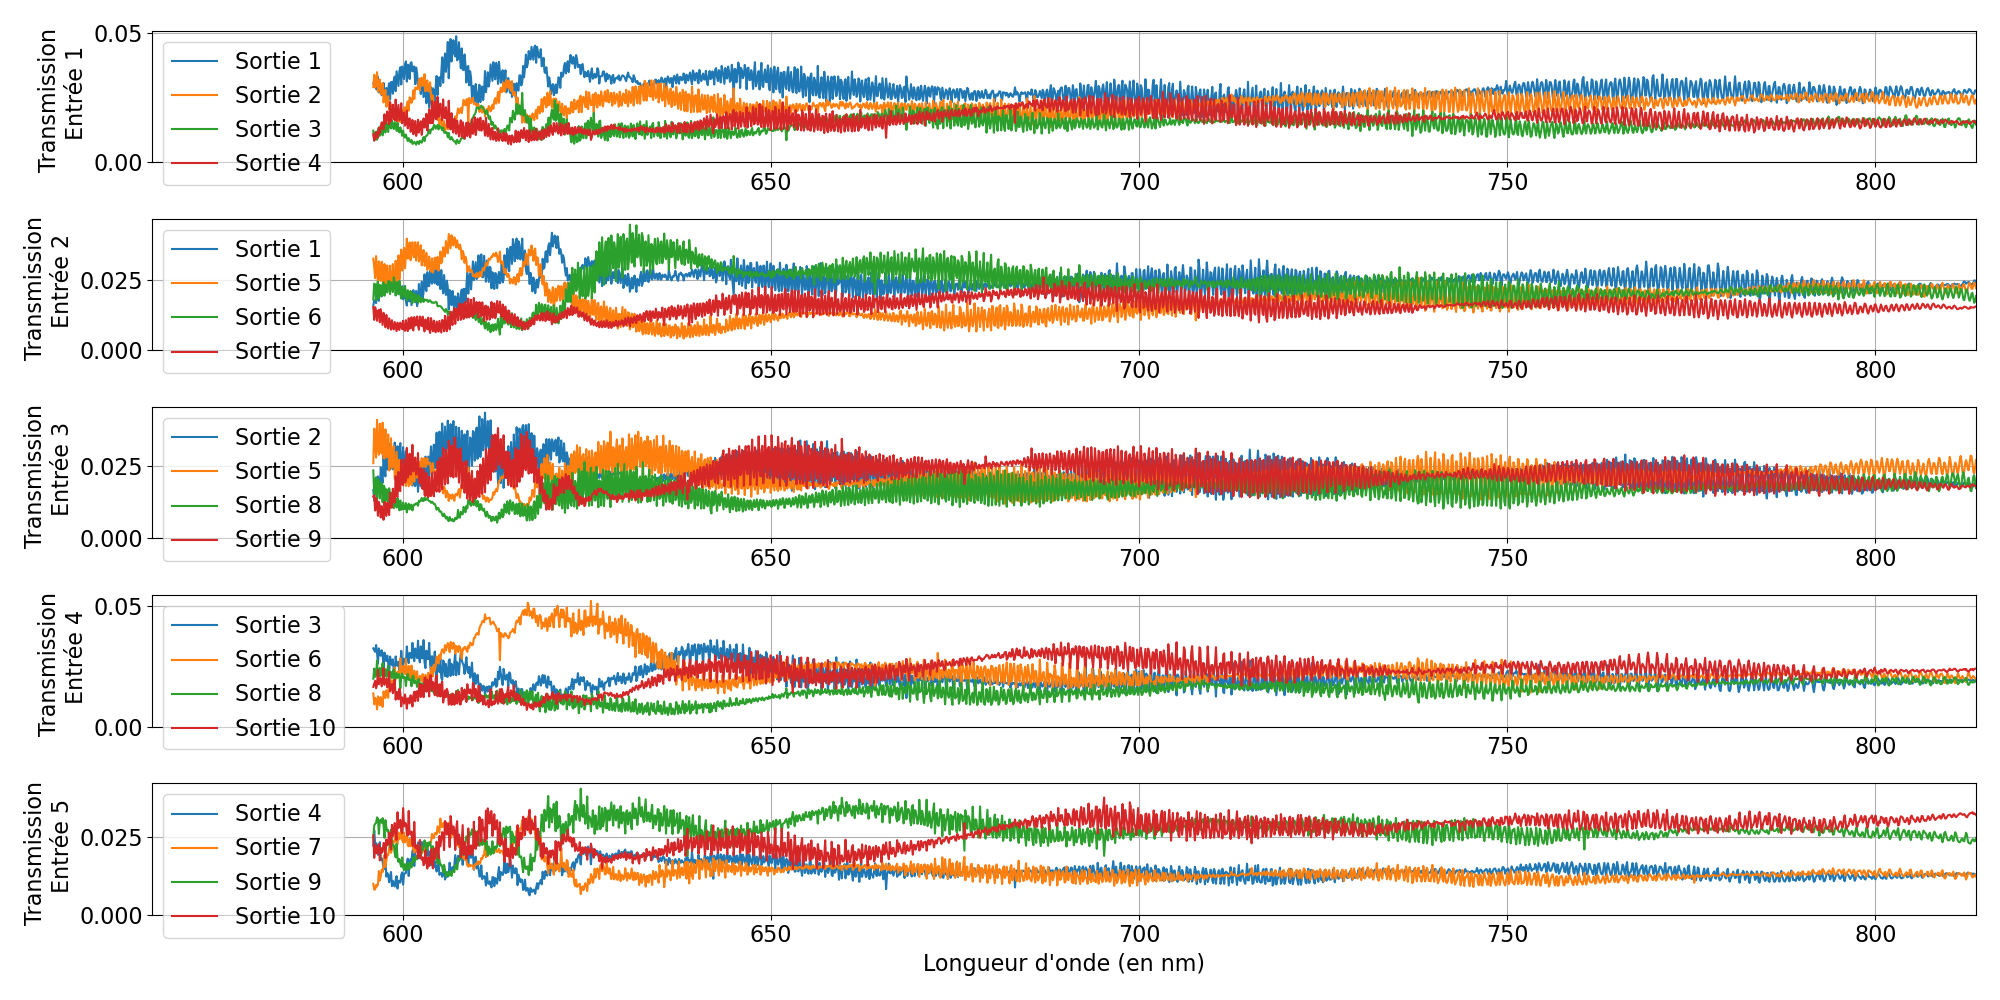 Transmission
Entrée 1
0.05
0.00
Sortie 1
Sortie 2
Sortie 3
Sortie 4
600 650 700 750 800
Transmission
Entrée 2
0.025
0.000
Sortie 1
Sortie 5
Sortie 6
Sortie 7
600 650 700 750 800
Transmission
Entrée 3
0.025
0.000
Sortie 2
Sortie 5
Sortie 8
Sortie 9
600 650 700 750 800
Transmission
Entrée 4
0.05
0.00
Sortie 3
Sortie 6
Sortie 8
Sortie 10
600 650 700 750 800
Transmission
Entrée 5
0.025
0.000
Sortie 4
Sortie 7
Sortie 9
Sortie 10
600 650 700 750 800
Longueur d'onde (en nm)